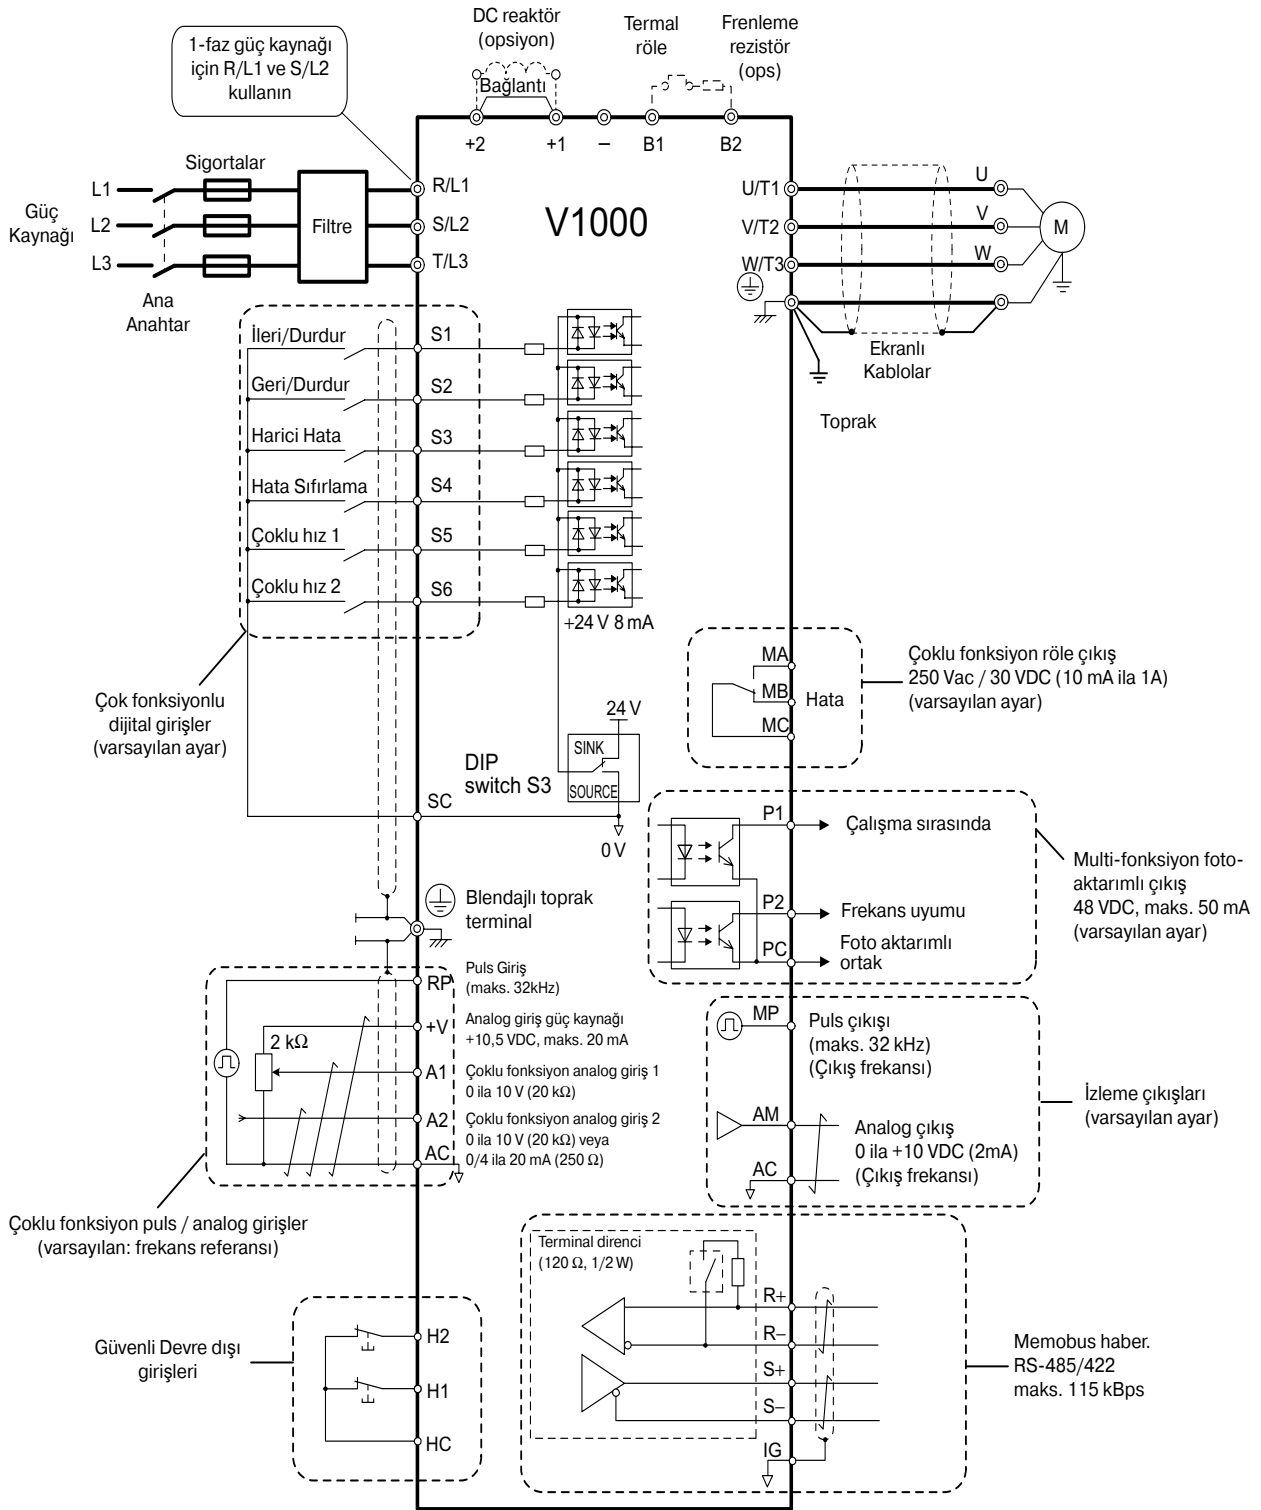 DC reaktör
(opsiyon)
Termal
röle
Frenleme
rezistör
(ops)
1-faz güç kaynağı
için R/L1 ve S/L2
kullanın
Bağlantı
+2
+1
–
B1
B2
Sigortalar
L1
L2
L3
Güç
Kaynağı
Filtre
R/L1
S/L2
T/L3
V1000
U/T1
V/T2
W/T3
U
V
W
M
Ana
Anahtar
Ekranlı
Kablolar
Toprak
İleri/Durdur
S1
Geri/Durdur
S2
Harici Hata
S3
Hata Sıfırlama
S4
Çoklu hız 1
S5
Çoklu hız 2
S6
+24 V 8 mA
Çok fonksiyonlu
dijital girişler
(varsayılan ayar)
24 V
SINK
SOURCE
DIP
switch S3
SC
0 V
MA
MB
MC
Hata
Çoklu fonksiyon röle çıkış
250 Vac / 30 VDC (10 mA ila 1A)
(varsayılan ayar)
P1
Çalışma sırasında
P2
Frekans uyumu
PC
Foto aktarımlı
ortak
Multi-fonksiyon foto-
aktarımlı çıkış
48 VDC, maks. 50 mA
(varsayılan ayar)
Blendajlı toprak
terminal
RP
Puls Giriş
(maks. 32kHz)
+V
Analog giriş güç kaynağı
+10,5 VDC, maks. 20 mA
2 kΩ
A1
Çoklu fonksiyon analog giriş 1
0 ila 10 V (20 kΩ)
A2
Çoklu fonksiyon analog giriş 2
0 ila 10 V (20 kΩ) veya
0/4 ila 20 mA (250 Ω)
AC
Çoklu fonksiyon puls / analog girişler
(varsayılan: frekans referansı)
MP
Puls çıkışı
(maks. 32 kHz)
(Çıkış frekansı)
AM
Analog çıkış
0 ila +10 VDC (2mA)
(Çıkış frekansı)
AC
İzleme çıkışları
(varsayılan ayar)
Terminal direnci
(120 Ω, 1/2 W)
R+
R–
S+
S–
IG
Memobus haber.
RS-485/422
maks. 115 kBps
Güvenli Devre dışı
girişleri
H2
H1
HC